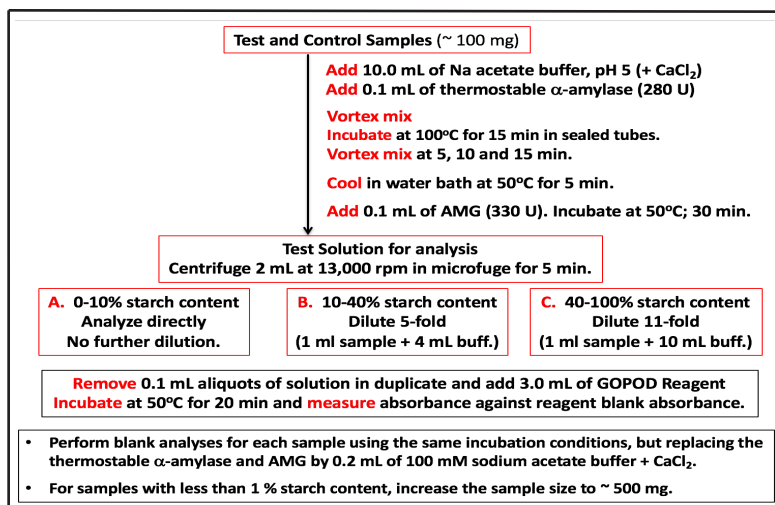 Test and Control Samples (~ 100 mg)
Add 10.0 mL of Na acetate buffer, pH 5 (+ CaCl₂)
Add 0.1 mL of thermostable α-amylase (280 U)
Vortex mix
Incubate at 100°C for 15 min in sealed tubes.
Vortex mix at 5, 10 and 15 min.
Cool in water bath at 50°C for 5 min.
Add 0.1 mL of AMG (330 U). Incubate at 50°C; 30 min.
Test Solution for analysis
Centrifuge 2 mL at 13,000 rpm in microfuge for 5 min.
A. 0-10% starch content
Analyze directly
No further dilution.
B. 10-40% starch content
Dilute 5-fold
(1 ml sample + 4 mL buff.)
C. 40-100% starch content
Dilute 11-fold
(1 ml sample + 10 mL buff.)
Remove 0.1 mL aliquots of solution in duplicate and add 3.0 mL of GOPOD Reagent
Incubate at 50°C for 20 min and measure absorbance against reagent blank absorbance.
• Perform blank analyses for each sample using the same incubation conditions, but replacing the
thermostable α-amylase and AMG by 0.2 mL of 100 mM sodium acetate buffer + CaCl₂.
• For samples with less than 1 % starch content, increase the sample size to ~ 500 mg.